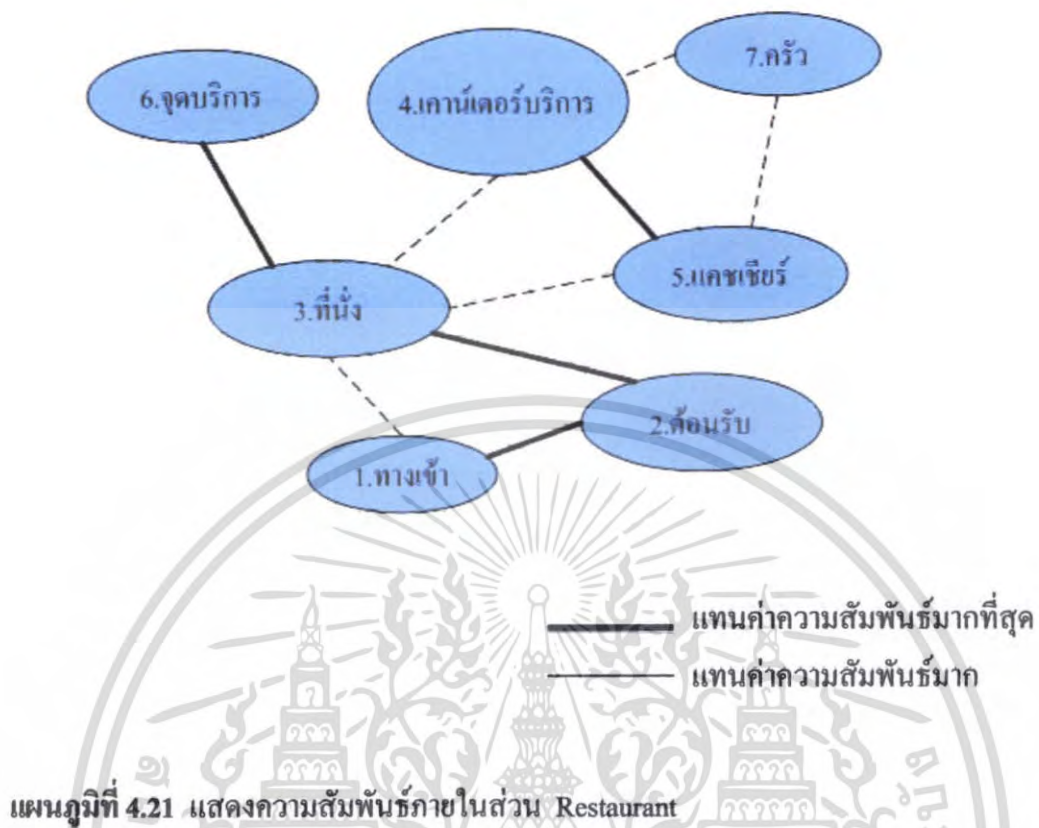 7.ครัว
6.จุดบริการ
4.เคาน์เตอร์บริการ
5.แคชเชียร์
3.ที่นั่ง
2.ต้อนรับ
1.ทางเข้า
แทนค่าความสัมพันธ์มากที่สุด
แทนค่าความสัมพันธ์มาก
แผนภูมิที่ 4.21 แสดงความสัมพันธ์ภายในส่วน Restaurant